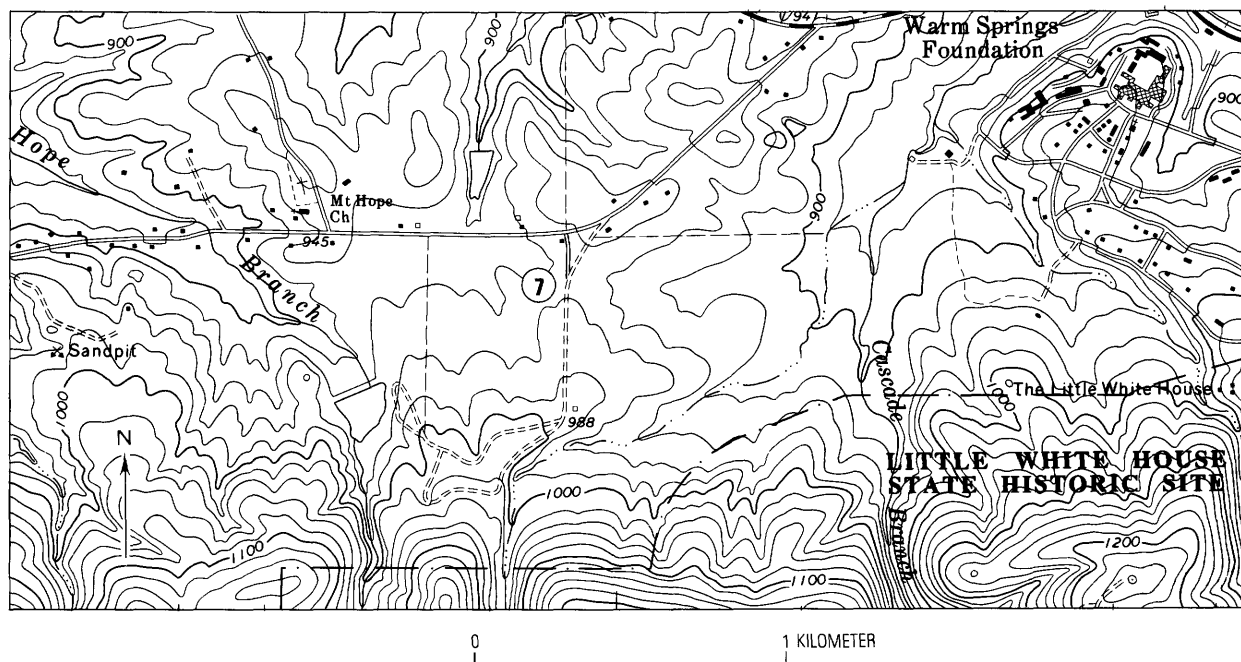 900
900
94
Warm Springs
Foundation
900
Hope
Mt Hope
Ch
945
900
Branch
7
Sandpit
1000
Cascade
1000
The Little White House
988
N
LITTLE WHITE HOUSE
STATE HISTORIC SITE
1000
Branch
1100
1100
1200
0
1 KILOMETER